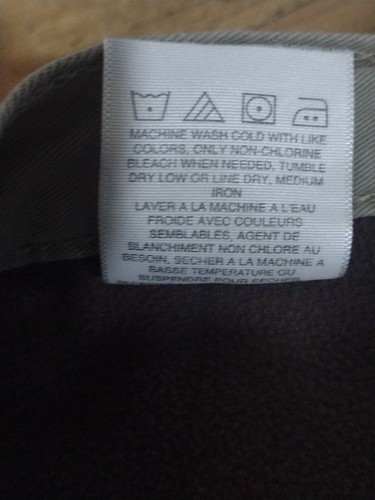 MACHINE WASH COLD WITH LIKE
COLORS, ONLY NON-CHLORINE
BLEACH WHEN NEEDED, TUMBLE
DRY LOW OR LINE DRY, MEDIUM
IRON
LAVER A LA MACHINE A L'EAU
FROIDE AVEC COULEURS
SEMBLABLES, AGENT DE
BLANCHIMENT NON CHLORE AU
BESOIN, SECHER A LA MACHINE A
BASSE TEMPERATURE OU
SUSPENDRE POUR SECHER